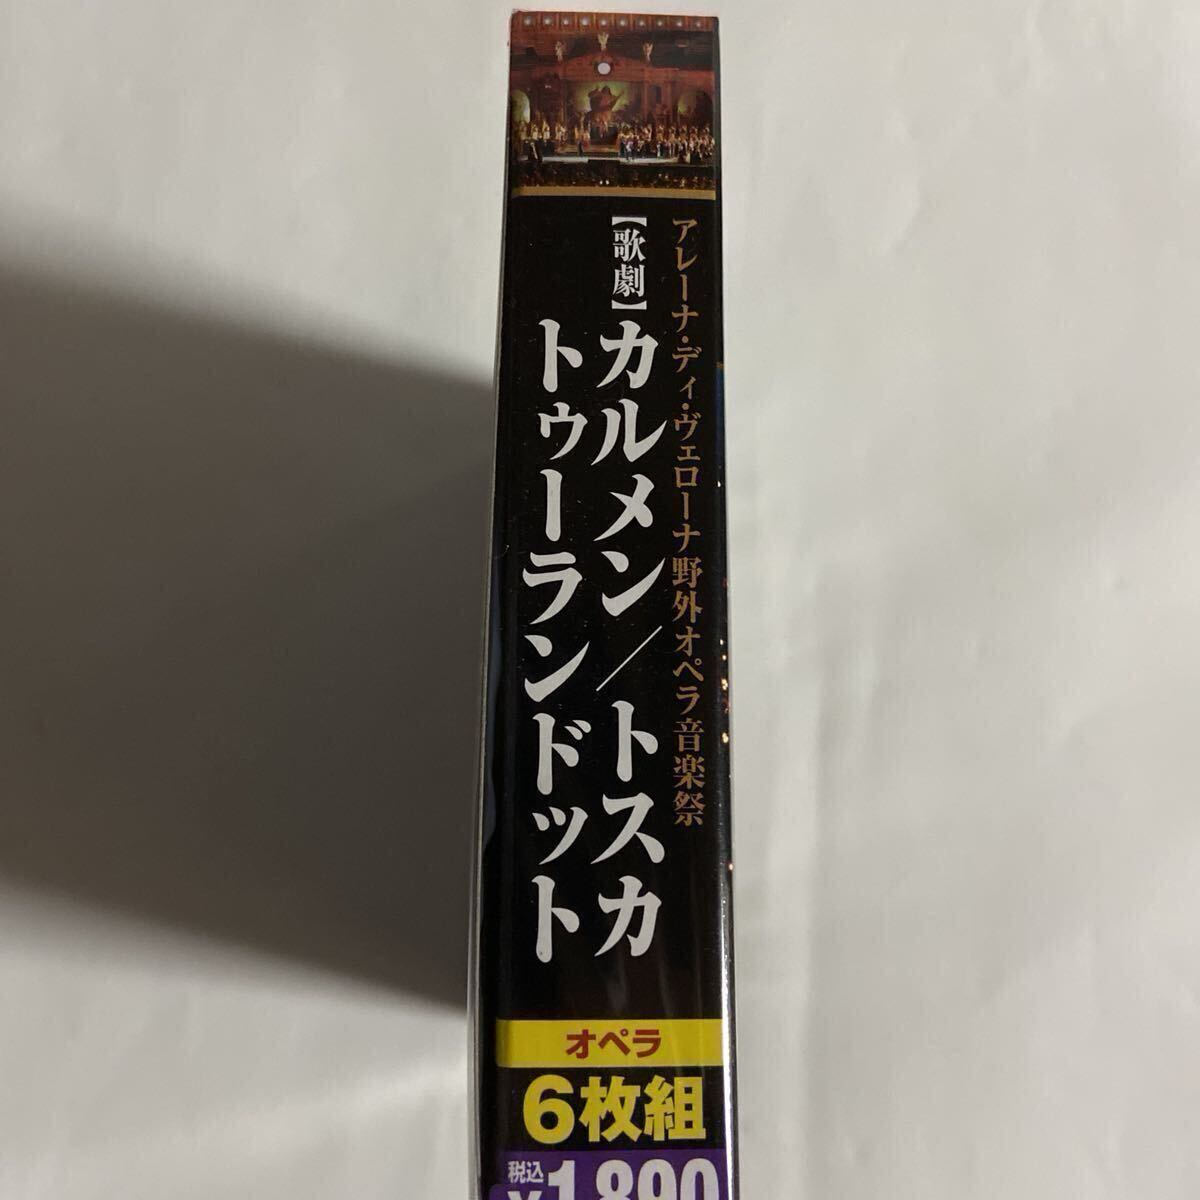 アレーナ・ディ・ヴェローナ野外オペラ音楽祭
【歌劇】カルメン／トスカ
トゥーランドット
オペラ
6枚組
税込
¥1,890